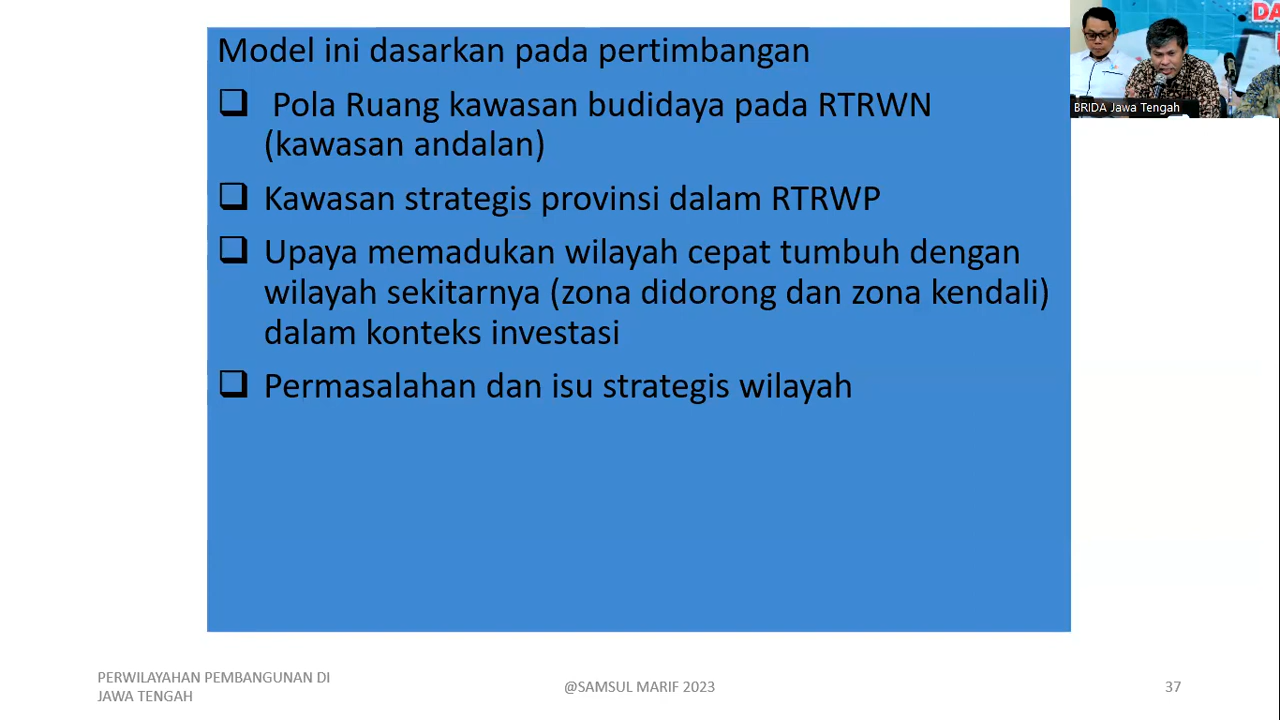 Model ini dasarkan pada pertimbangan
Pola Ruang kawasan budidaya pada RTRWN
(kawasan andalan)
Kawasan strategis provinsi dalam RTRWP
Upaya memadukan wilayah cepat tumbuh dengan
wilayah sekitarnya (zona didorong dan zona kendali)
dalam konteks investasi
Permasalahan dan isu strategis wilayah
DA
BRIDA Jawa Tengah
PERWILAYAHAN PEMBANGUNAN DI
JAWA TENGAH
@SAMSUL MARIF 2023
37